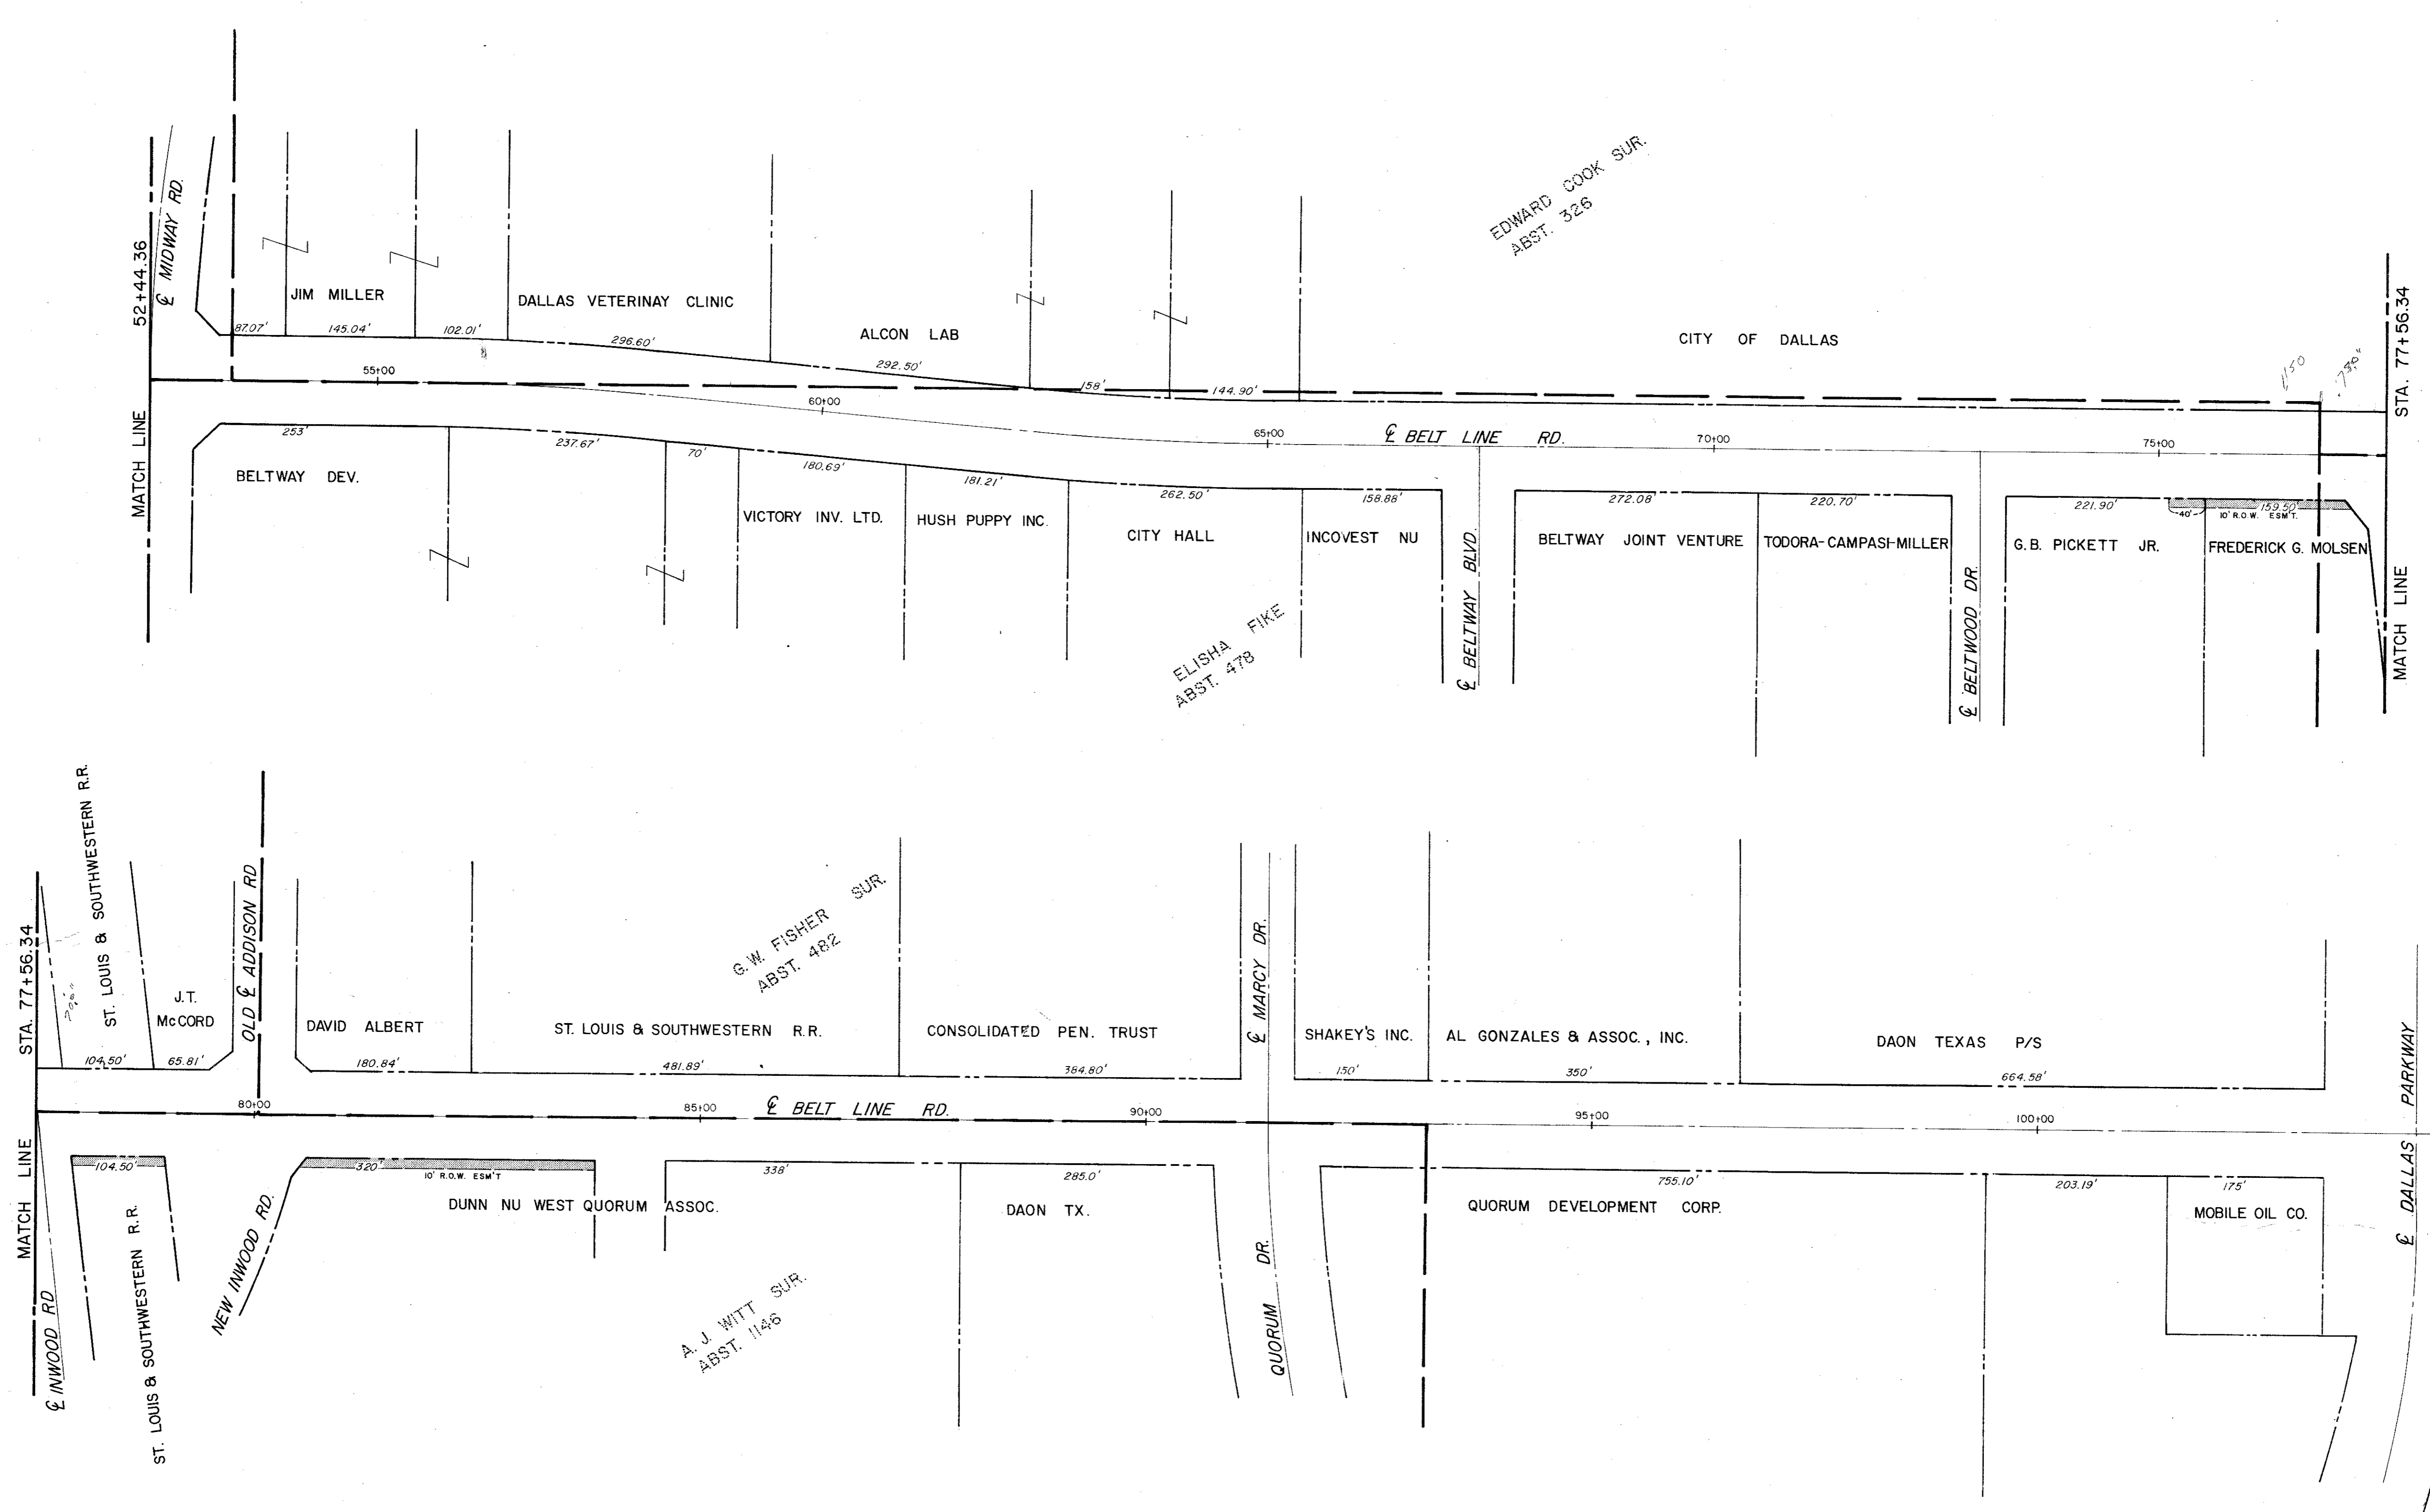 EDWARD COOK SUR.
ABST. 326
52+44.36
℄ MIDWAY RD.
JIM MILLER
DALLAS VETERINAY CLINIC
ALCON LAB
CITY OF DALLAS
STA. 77+56.34
87.07'
145.04'
102.01'
296.60'
292.50'
158'
144.90'
1150
55+00
60+00
65+00
℄ BELT LINE RD.
70+00
75+00
MATCH LINE
253'
237.67'
70'
180.69'
181.21'
262.50'
158.88'
272.08'
220.70'
221.90'
40'
159.50'
10' R.O.W. ESM'T.
BELTWAY DEV.
VICTORY INV. LTD.
HUSH PUPPY INC.
CITY HALL
INCOVEST NU
℄ BELTWAY BLVD.
BELTWAY JOINT VENTURE
TODORA-CAMPASI-MILLER
℄ BELTWOOD DR.
G.B. PICKETT JR.
FREDERICK G. MOLSEN
MATCH LINE
ELISHA FIKE
ABST. 478
STA. 77+56.34
ST. LOUIS & SOUTHWESTERN R.R.
J.T.
McCORD
OLD ℄ ADDISON RD
DAVID ALBERT
ST. LOUIS & SOUTHWESTERN R.R.
G.W. FISHER SUR.
ABST. 482
CONSOLIDATED PEN. TRUST
℄ MARCY DR.
SHAKEY'S INC.
AL GONZALES & ASSOC., INC.
DAON TEXAS P/S
104.50'
65.81'
180.84'
481.89'
384.80'
150'
350'
664.58'
80+00
85+00
℄ BELT LINE RD.
90+00
95+00
100+00
℄ DALLAS PARKWAY
MATCH LINE
104.50'
320'
10' R.O.W. ESM'T
338'
285.0'
755.10'
203.19'
175'
℄ INWOOD RD
ST. LOUIS & SOUTHWESTERN R.R.
NEW INWOOD RD.
DUNN NU WEST QUORUM ASSOC.
DAON TX.
QUORUM DR.
QUORUM DEVELOPMENT CORP.
MOBILE OIL CO.
A. J. WITT SUR.
ABST. 1146